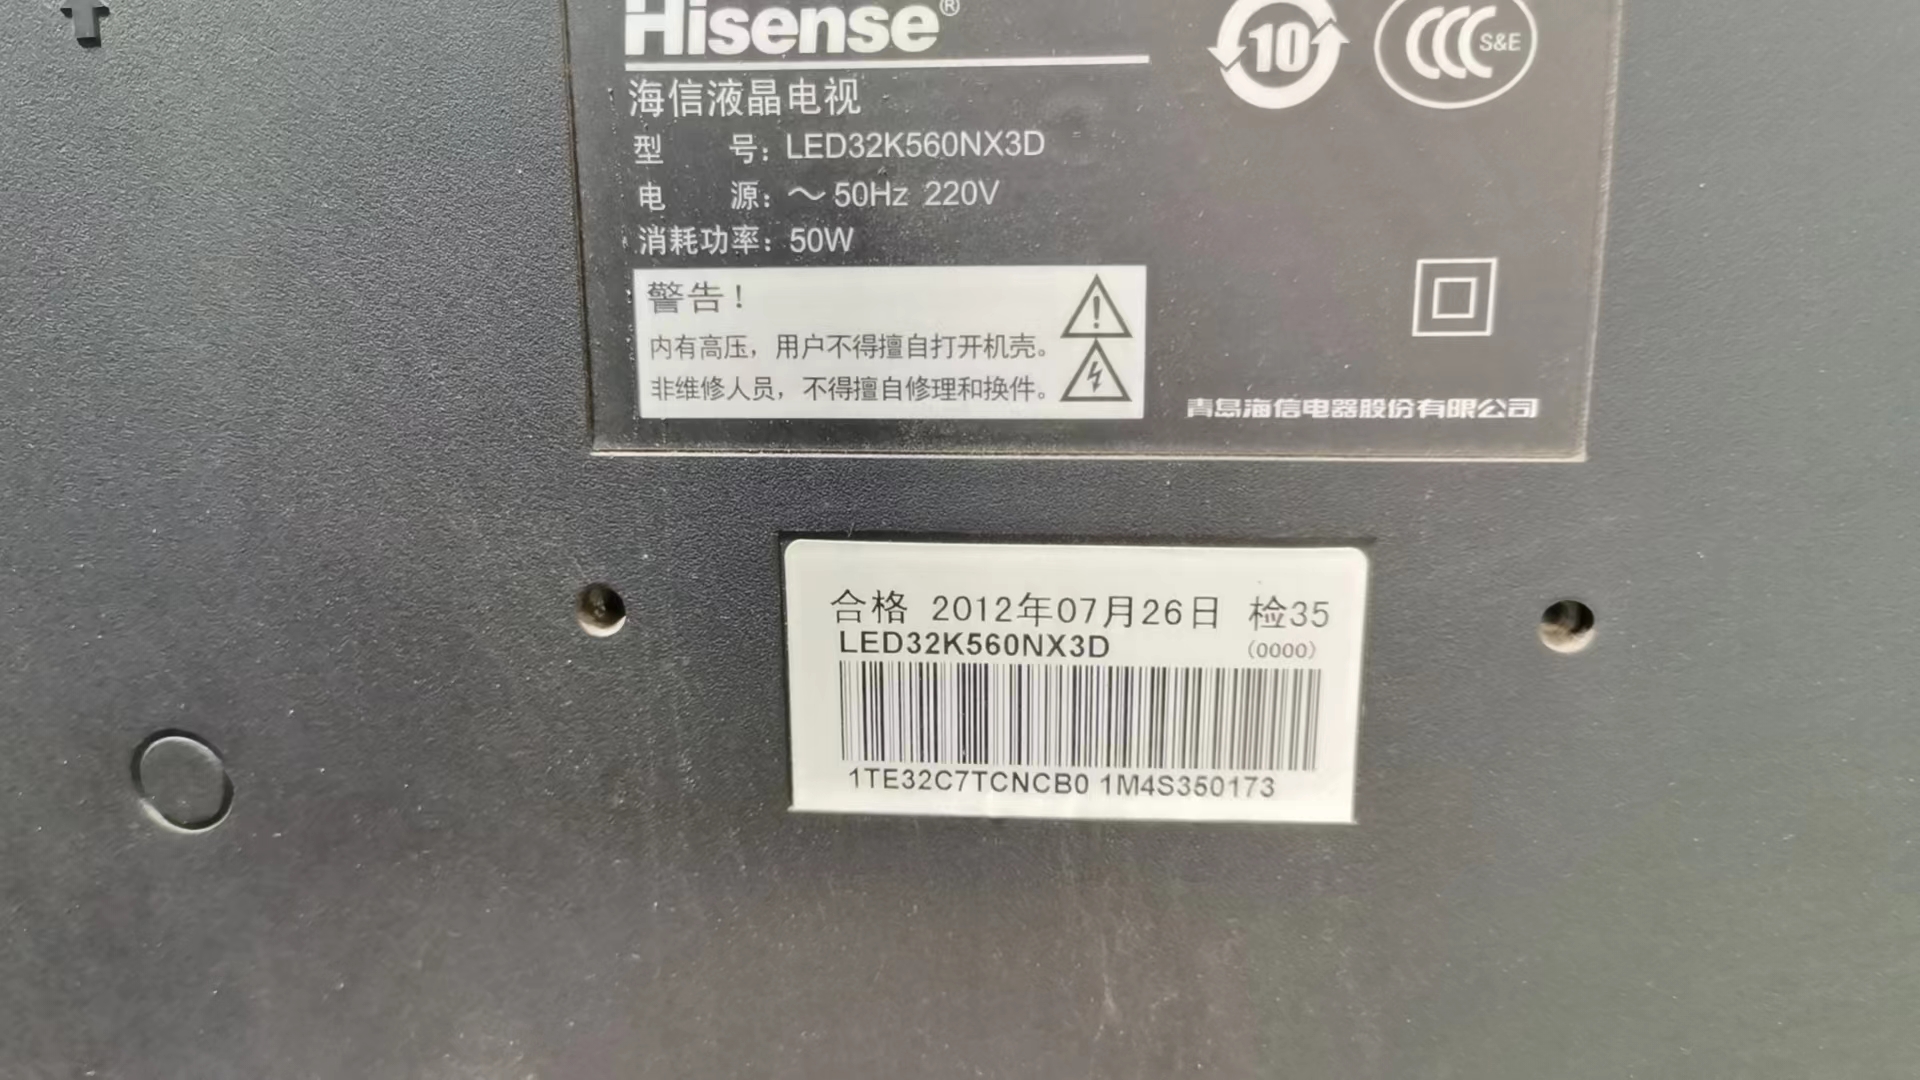 Hisense®
10
CCC S&E
海信液晶电视
型 号：LED32K560NX3D
电 源：～50Hz 220V
消耗功率：50W
警告！
内有高压，用户不得擅自打开机壳。
非维修人员，不得擅自修理和换件。
青岛海信电器股份有限公司
合格 2012年07月26日 检35
LED32K560NX3D (0000)
1TE32C7TCNCB0 1M4S350173